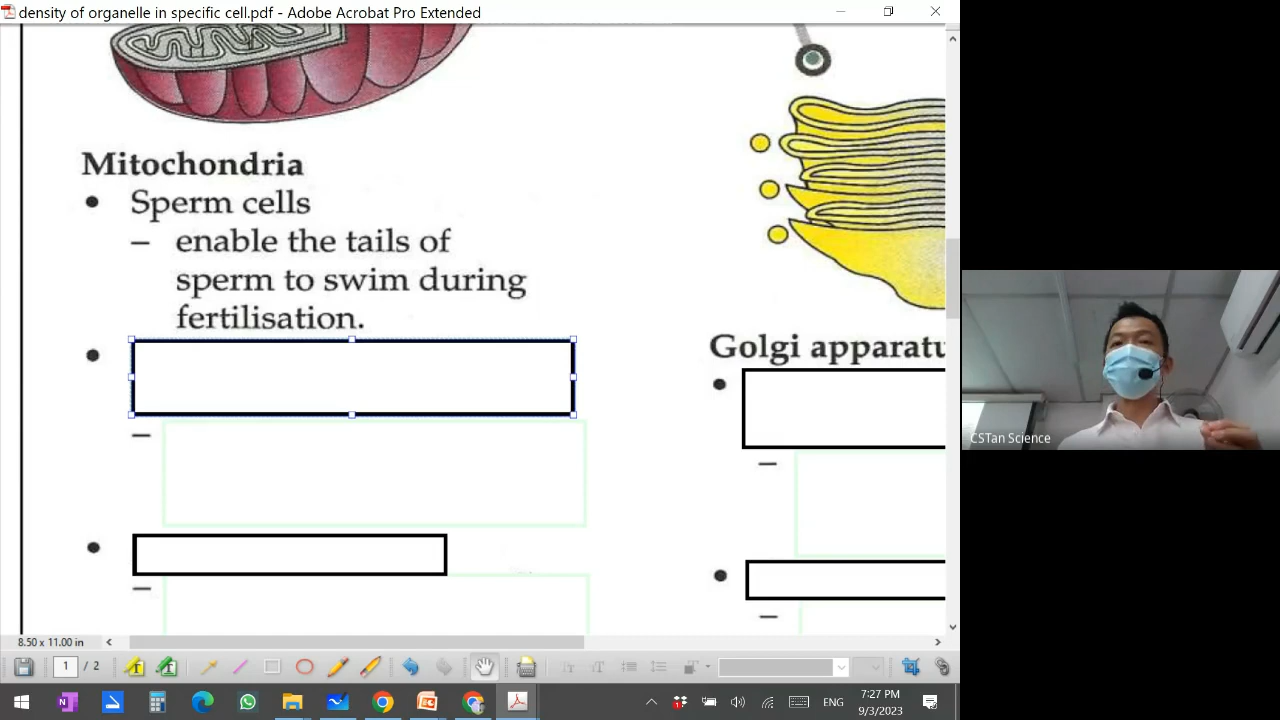 density of organelle in specific cell.pdf - Adobe Acrobat Pro Extended
Mitochondria
• Sperm cells
– enable the tails of
sperm to swim during
fertilisation.
•
–
•
–
Golgi apparatu
•
–
•
–
CSTan Science
8.50 x 11.00 in
1 / 2
ENG
7:27 PM
9/3/2023